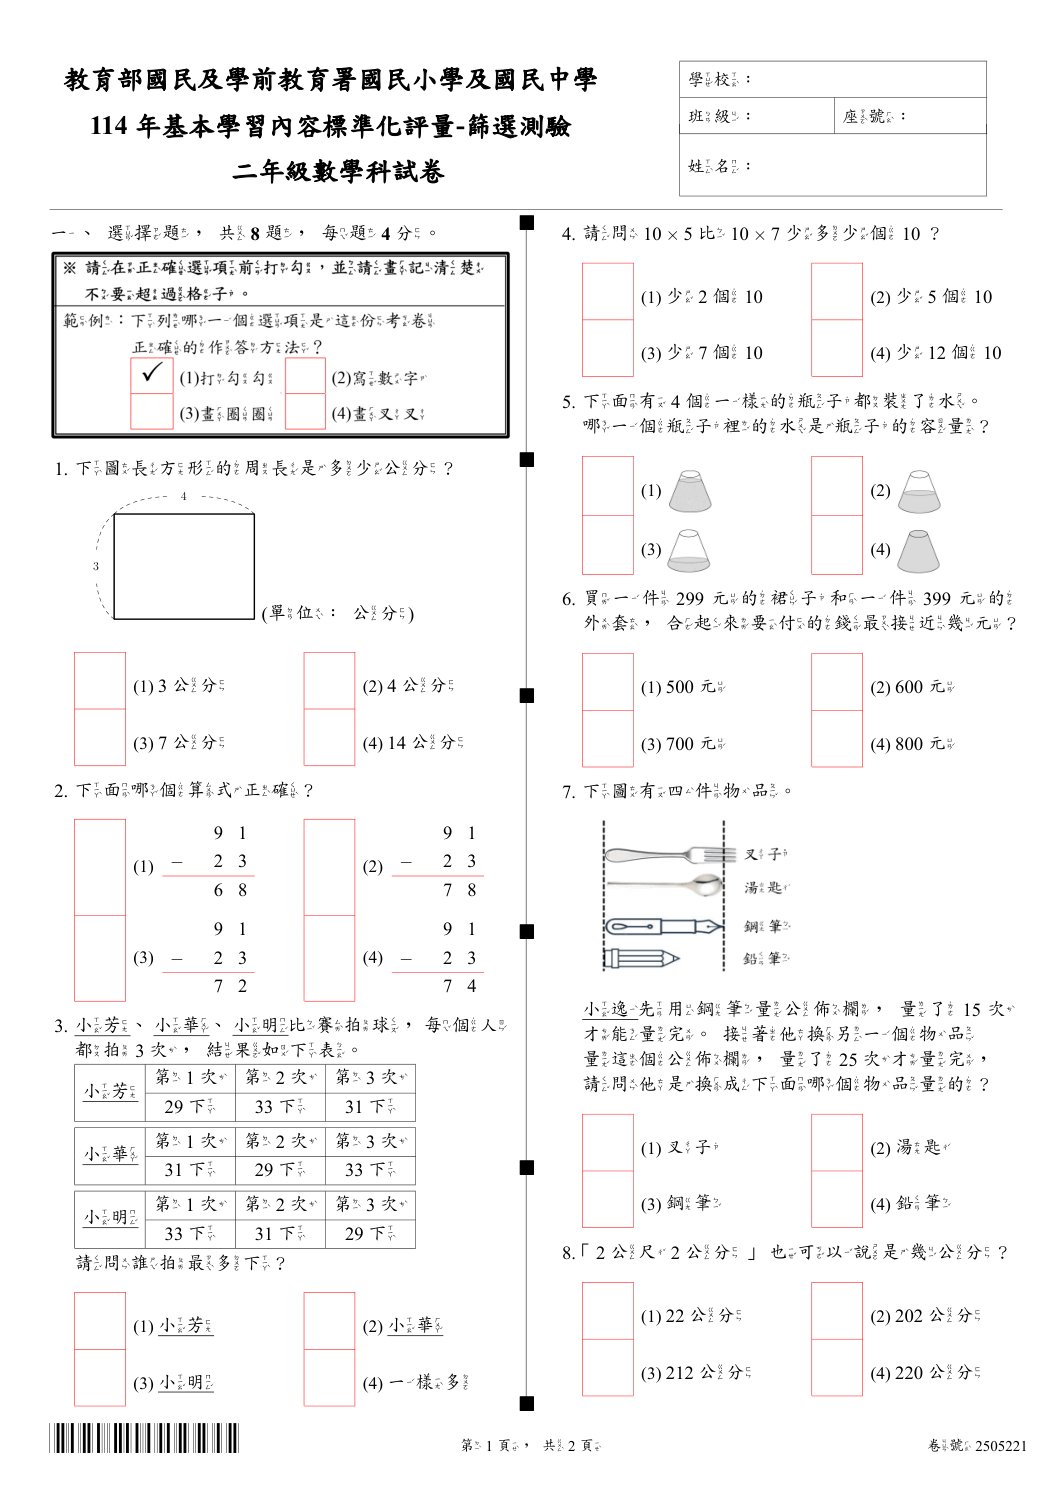 教育部國民及學前教育署國民小學及國民中學
114 年基本學習內容標準化評量-篩選測驗
二年級數學科試卷
學校：
班級：
座號：
姓名：
一、 選擇題， 共 8 題， 每題 4 分。
※ 請在正確選項前打勾，並請畫記清楚
不要超過格子。
範例：下列哪一個選項是這份考卷
正確的作答方法？
✓ (1)打勾勾 (2)寫數字
(3)畫圈圈 (4)畫叉叉
1. 下圖長方形的周長是多少公分？
4
3
(單位： 公分)
(1) 3 公分 (2) 4 公分
(3) 7 公分 (4) 14 公分
2. 下面哪個算式正確？
(1) 9 1 − 2 3 6 8
(2) 9 1 − 2 3 7 8
(3) 9 1 − 2 3 7 2
(4) 9 1 − 2 3 7 4
3. 小芳、 小華、 小明比賽拍球， 每個人
都拍 3 次， 結果如下表。
小芳 第 1 次 第 2 次 第 3 次
29 下 33 下 31 下
小華 第 1 次 第 2 次 第 3 次
31 下 29 下 33 下
小明 第 1 次 第 2 次 第 3 次
33 下 31 下 29 下
請問誰拍最多下？
(1) 小芳 (2) 小華
(3) 小明 (4) 一樣多
4. 請問 10 × 5 比 10 × 7 少多少個 10 ？
(1) 少 2 個 10 (2) 少 5 個 10
(3) 少 7 個 10 (4) 少 12 個 10
5. 下面有 4 個一樣的瓶子都裝了水。
哪一個瓶子裡的水是瓶子的容量？
(1) (2)
(3) (4)
6. 買一件 299 元的裙子和一件 399 元的
外套， 合起來要付的錢最接近幾元？
(1) 500 元 (2) 600 元
(3) 700 元 (4) 800 元
7. 下圖有四件物品。
叉子
湯匙
鋼筆
鉛筆
小逸先用鋼筆量公佈欄， 量了 15 次
才能量完。 接著他換另一個物品
量這個公佈欄， 量了 25 次才量完，
請問他是換成下面哪個物品量的？
(1) 叉子 (2) 湯匙
(3) 鋼筆 (4) 鉛筆
8.「 2 公尺 2 公分 」 也可以說是幾公分？
(1) 22 公分 (2) 202 公分
(3) 212 公分 (4) 220 公分
第 1 頁， 共 2 頁
卷號 2505221